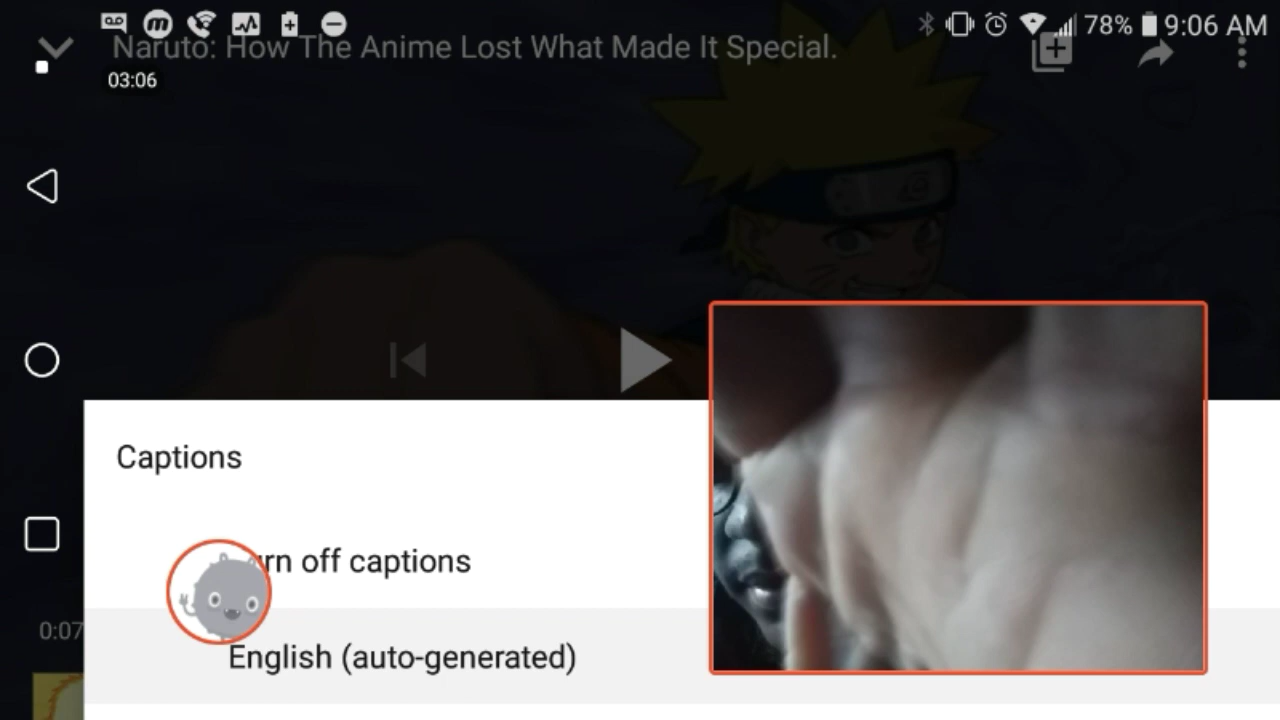 78% 9:06 AM
Naruto: How The Anime Lost What Made It Special.
03:06
Captions
urn off captions
0:07
English (auto-generated)